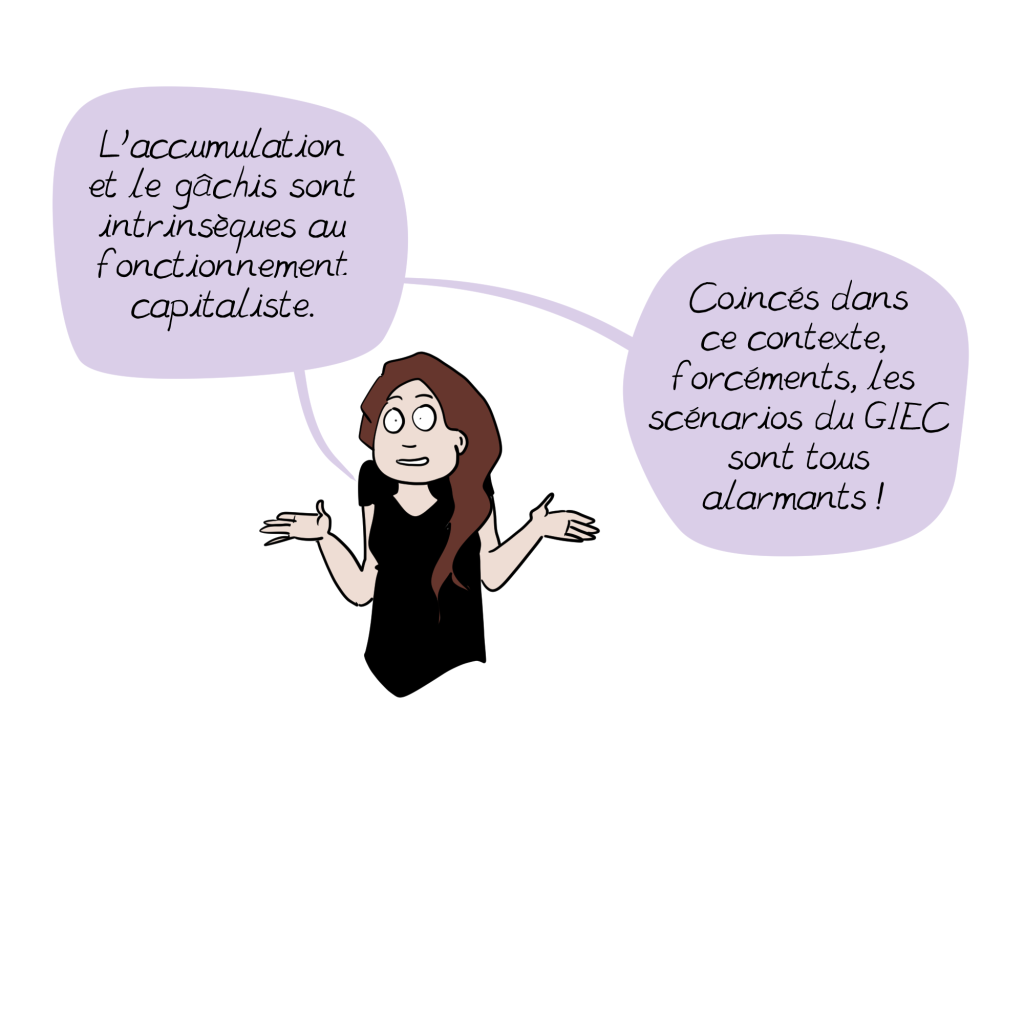 L'accumulation
et le gâchis sont
intrinsèques au
fonctionnement
capitaliste.
Coincés dans
ce contexte,
forcéments, les
scénarios du GIEC
sont tous
alarmants !